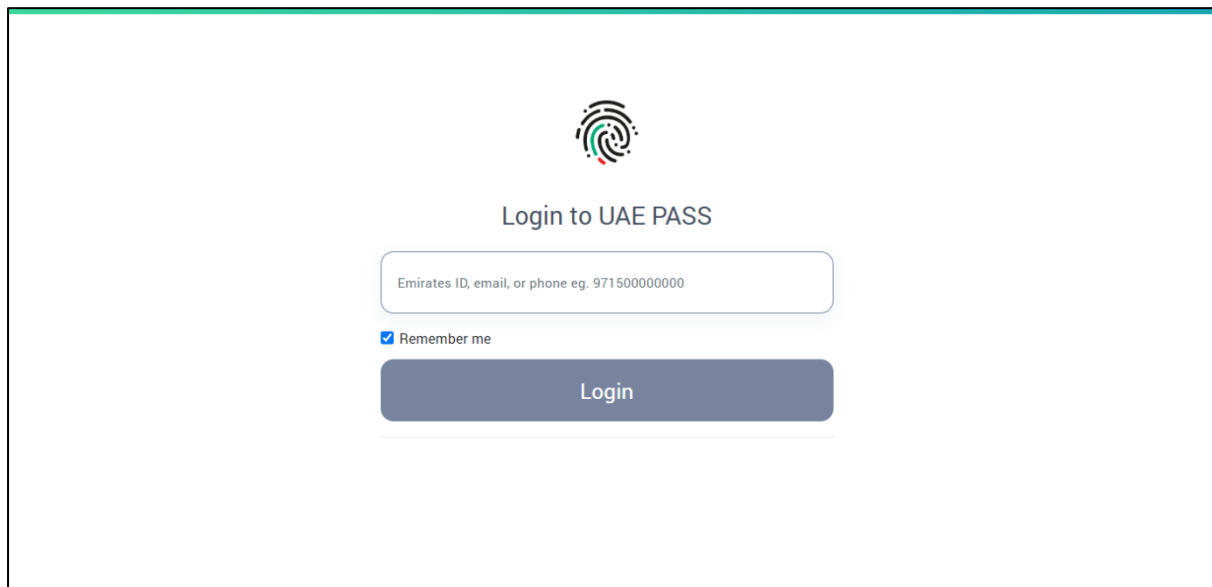 Login to UAE PASS
Emirates ID, email, or phone eg. 971500000000
Remember me
Login